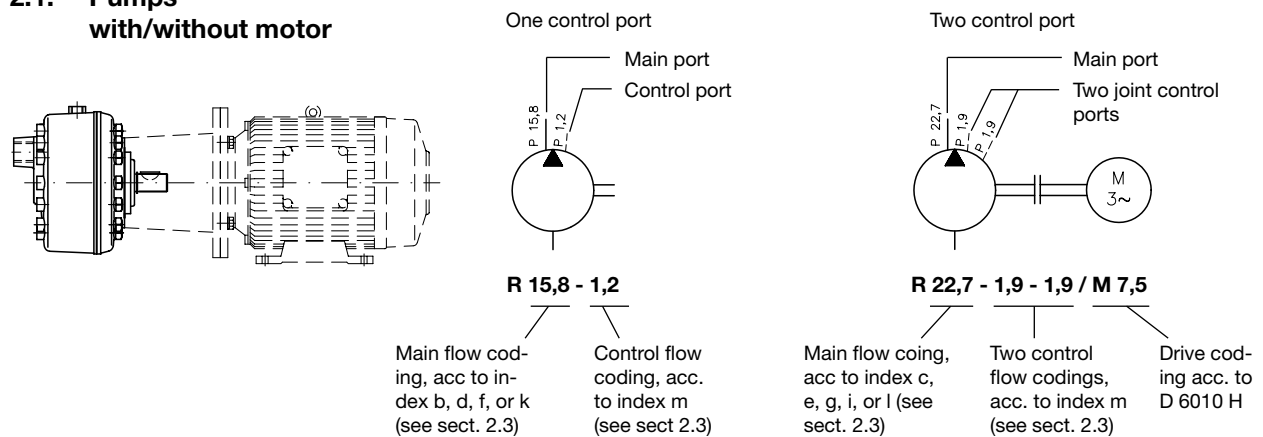 2.1. Pumps
with/without motor
One control port
Main port
Control port
P 15,8
P 1,2
R 15,8 - 1,2
Main flow cod-
ing, acc to in-
dex b, d, f, or k
(see sect. 2.3)
Control flow
coding, acc.
to index m
(see sect 2.3)
Two control port
Main port
Two joint control
ports
P 22,7
P 1,9
P 1,9
M
3~
R 22,7 - 1,9 - 1,9 / M 7,5
Main flow coing,
acc to index c,
e, g, i, or l (see
sect. 2.3)
Two control
flow codings,
acc. to index m
(see sect. 2.3)
Drive cod-
ing acc. to
D 6010 H